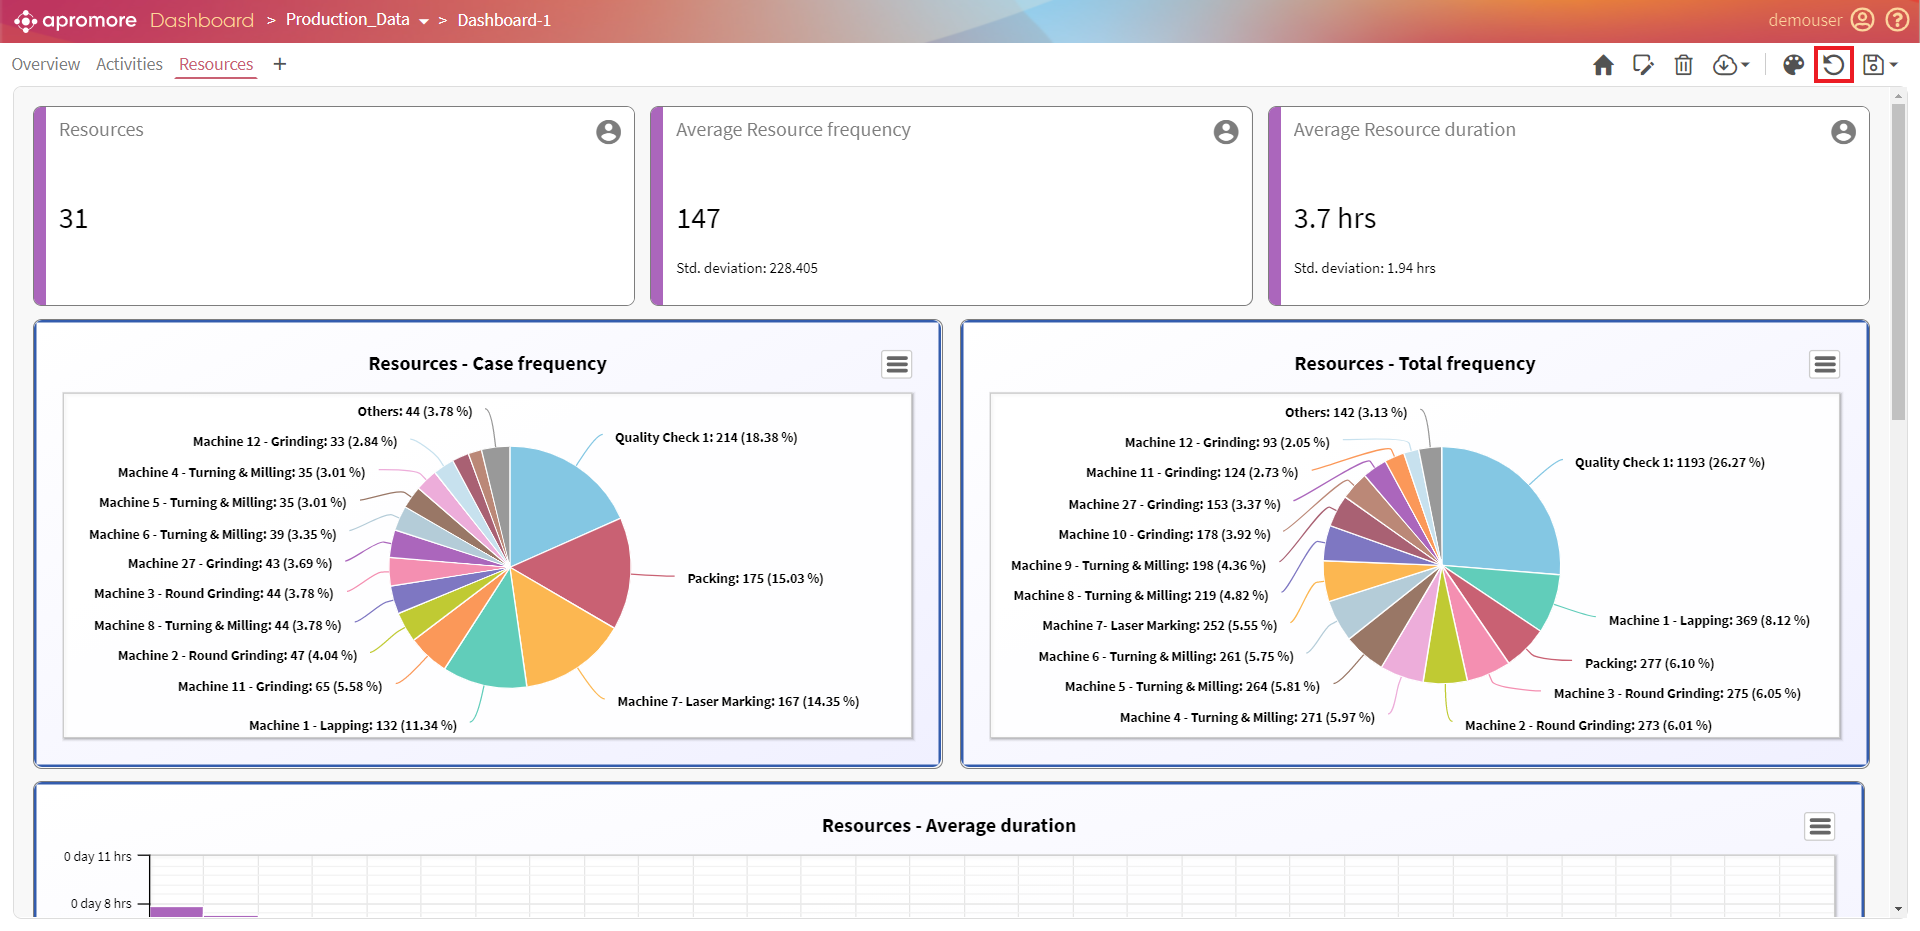 apromore Dashboard > Production_Data > Dashboard-1
demouser
Overview Activities Resources +
Resources
31
Average Resource frequency
147
Std. deviation: 228.405
Average Resource duration
3.7 hrs
Std. deviation: 1.94 hrs
Resources - Case frequency
Others: 44 (3.78 %)
Quality Check 1: 214 (18.38 %)
Machine 12 - Grinding: 33 (2.84 %)
Machine 4 - Turning & Milling: 35 (3.01 %)
Machine 5 - Turning & Milling: 35 (3.01 %)
Machine 6 - Turning & Milling: 39 (3.35 %)
Machine 27 - Grinding: 43 (3.69 %)
Packing: 175 (15.03 %)
Machine 3 - Round Grinding: 44 (3.78 %)
Machine 8 - Turning & Milling: 44 (3.78 %)
Machine 2 - Round Grinding: 47 (4.04 %)
Machine 11 - Grinding: 65 (5.58 %)
Machine 7- Laser Marking: 167 (14.35 %)
Machine 1 - Lapping: 132 (11.34 %)
Resources - Total frequency
Others: 142 (3.13 %)
Machine 12 - Grinding: 93 (2.05 %)
Quality Check 1: 1193 (26.27 %)
Machine 11 - Grinding: 124 (2.73 %)
Machine 27 - Grinding: 153 (3.37 %)
Machine 10 - Grinding: 178 (3.92 %)
Machine 9 - Turning & Milling: 198 (4.36 %)
Machine 8 - Turning & Milling: 219 (4.82 %)
Machine 1 - Lapping: 369 (8.12 %)
Machine 7- Laser Marking: 252 (5.55 %)
Machine 6 - Turning & Milling: 261 (5.75 %)
Packing: 277 (6.10 %)
Machine 5 - Turning & Milling: 264 (5.81 %)
Machine 3 - Round Grinding: 275 (6.05 %)
Machine 4 - Turning & Milling: 271 (5.97 %)
Machine 2 - Round Grinding: 273 (6.01 %)
Resources - Average duration
0 day 11 hrs
0 day 8 hrs